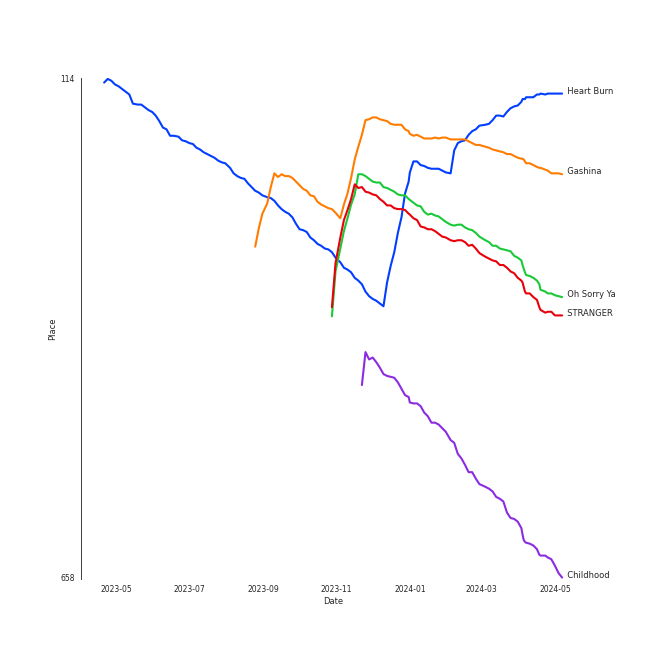 114
Heart Burn
Gashina
Oh Sorry Ya
STRANGER
Place
Childhood
658
2023-05 2023-07 2023-09 2023-11 2024-01 2024-03 2024-05
Date